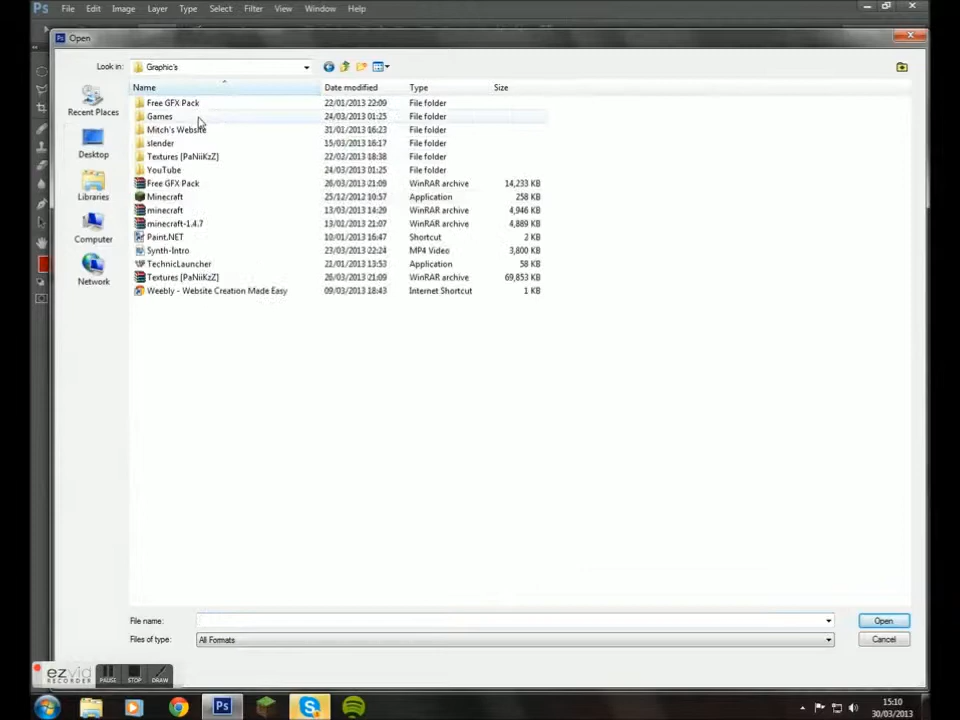 Ps File Edit Image Layer Type Select Filter View Window Help
Ps Open
Look in: Graphic's
Name Date modified Type Size
Recent Places
Desktop
Libraries
Computer
Network
Free GFX Pack 22/01/2013 22:09 File folder
Games 24/03/2013 01:25 File folder
Mitch's Website 31/01/2013 16:23 File folder
slender 15/03/2013 16:17 File folder
Textures [PaNiiKzZ] 22/02/2013 18:38 File folder
YouTube 24/03/2013 01:25 File folder
Free GFX Pack 26/03/2013 21:09 WinRAR archive 14,233 KB
Minecraft 25/12/2012 10:57 Application 258 KB
minecraft 13/03/2013 14:29 WinRAR archive 4,946 KB
minecraft-1.4.7 13/01/2013 21:07 WinRAR archive 4,889 KB
Paint.NET 10/01/2013 16:47 Shortcut 2 KB
Synth-Intro 23/03/2013 22:24 MP4 Video 3,800 KB
TechnicLauncher 21/01/2013 13:53 Application 58 KB
Textures [PaNiiKzZ] 26/03/2013 21:09 WinRAR archive 69,853 KB
Weebly - Website Creation Made Easy 09/03/2013 18:43 Internet Shortcut 1 KB
File name: Open
Files of type: All Formats Cancel
ezvid RECORDER PAUSE STOP DRAW
Ps
15:10
30/03/2013